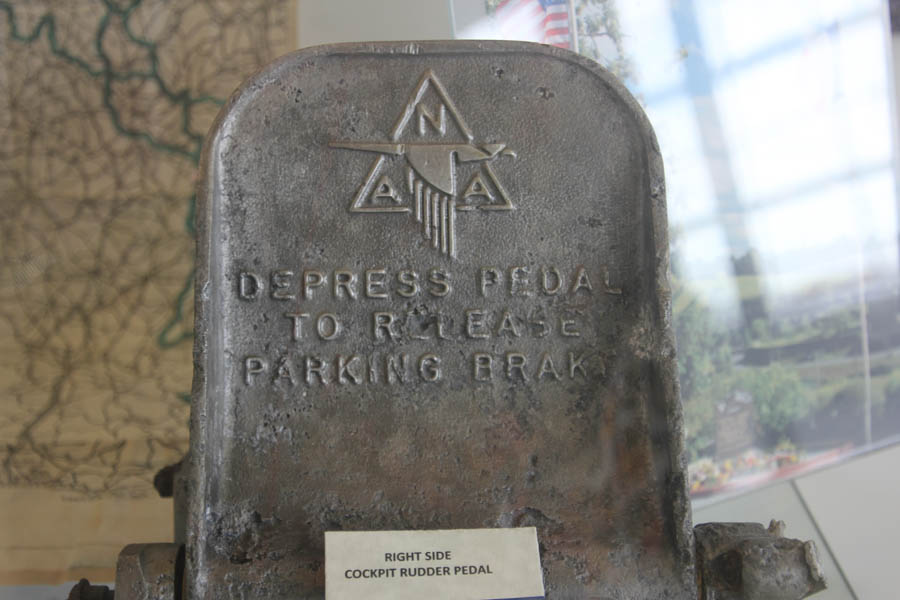 N
A A
DEPRESS PEDAL
TO RELEASE
PARKING BRAKE
RIGHT SIDE
COCKPIT RUDDER PEDAL